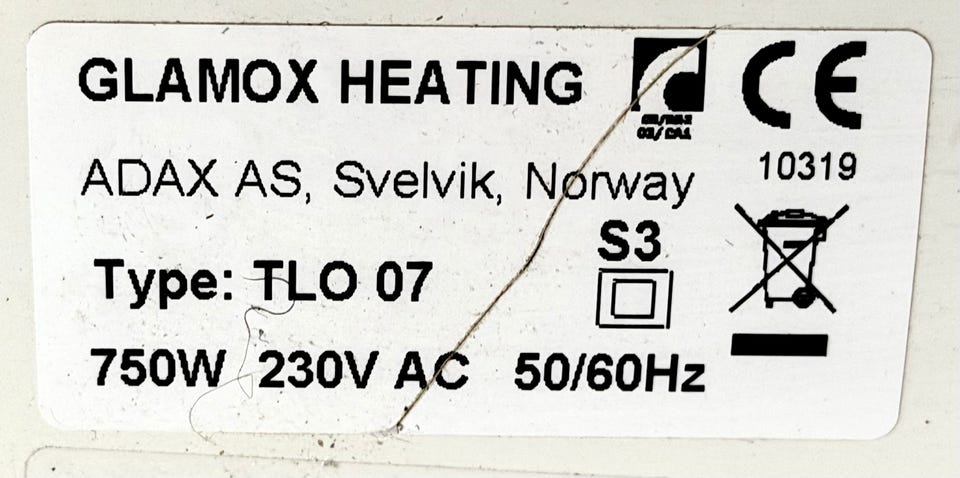 GLAMOX HEATING
CE
10319
ADAX AS, Svelvik, Norway
S3
Type: TLO 07
750W 230V AC 50/60Hz